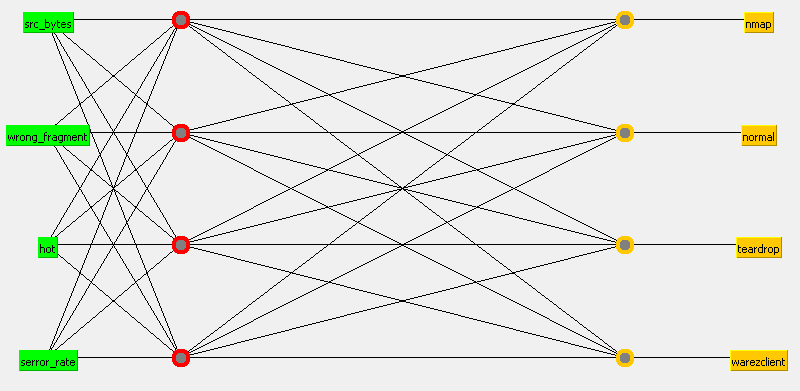 src_bytes
nmap
wrong_fragment
normal
hot
teardrop
serror_rate
warezclient